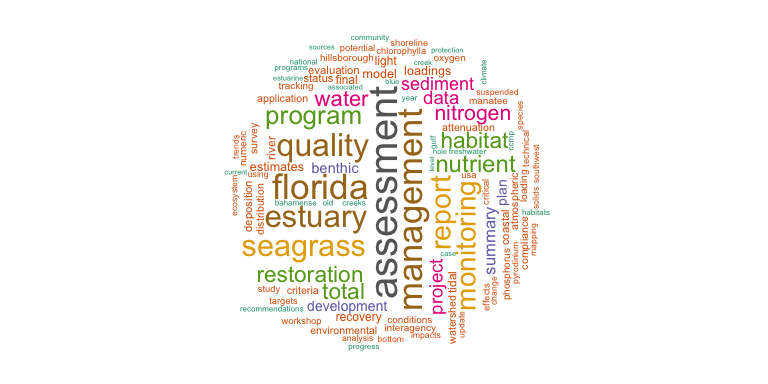 community
sources
potential
shoreline
national
hillsborough
light
chlorophylla
creek
protection
oxygen
programs
evaluation
model
loadings
climate
estuarine
status
final
blue
tracking
associated
sediment
suspended
application
water
year
data
manatee
program
nitrogen
species
trends
numeric
survey
river
quality
assessment
management
attenuation
gulf
habitat
ccmp
technical
hole
freshwater
southwest
current
using
estimates
benthic
level
nutrient
ecosystem
deposition
distribution
florida
usa
critical
plan
atmospheric
loading
solids
bahamense
old
creeks
report
monitoring
habitats
estuary
summary
coastal
compliance
mapping
seagrass
case
phosphorus
pyrodinium
restoration
project
watershed
tidal
effects
change
study
criteria
total
targets
development
update
recommendations
recovery
conditions
workshop
environmental
interagency
analysis
bottom
impacts
progress